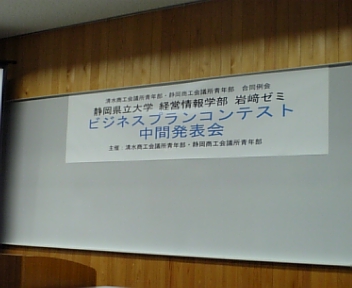 清水商工会議所青年部・静岡商工会議所青年部 合同例会
静岡県立大学 経営情報学部 岩﨑ゼミ
ビジネスプランコンテスト
中間発表会
主催：清水商工会議所青年部・静岡商工会議所青年部